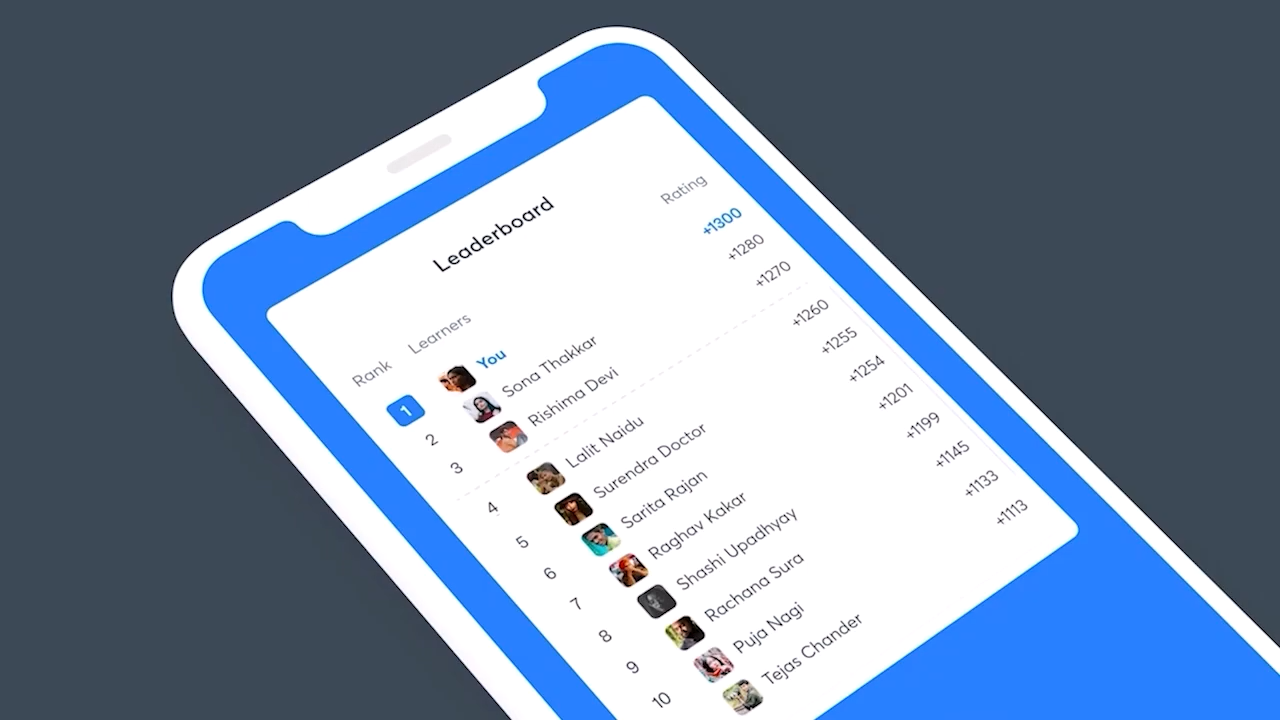 Leaderboard
Rank Learners Rating
1 You +1300
2 Sona Thakkar +1280
3 Rishima Devi +1270
4 Lalit Naidu +1260
5 Surendra Doctor +1255
6 Sarita Rajan +1254
7 Raghav Kakar +1201
8 Shashi Upadhyay +1199
9 Rachana Sura +1145
10 Puja Nagi +1133
Tejas Chander +1113